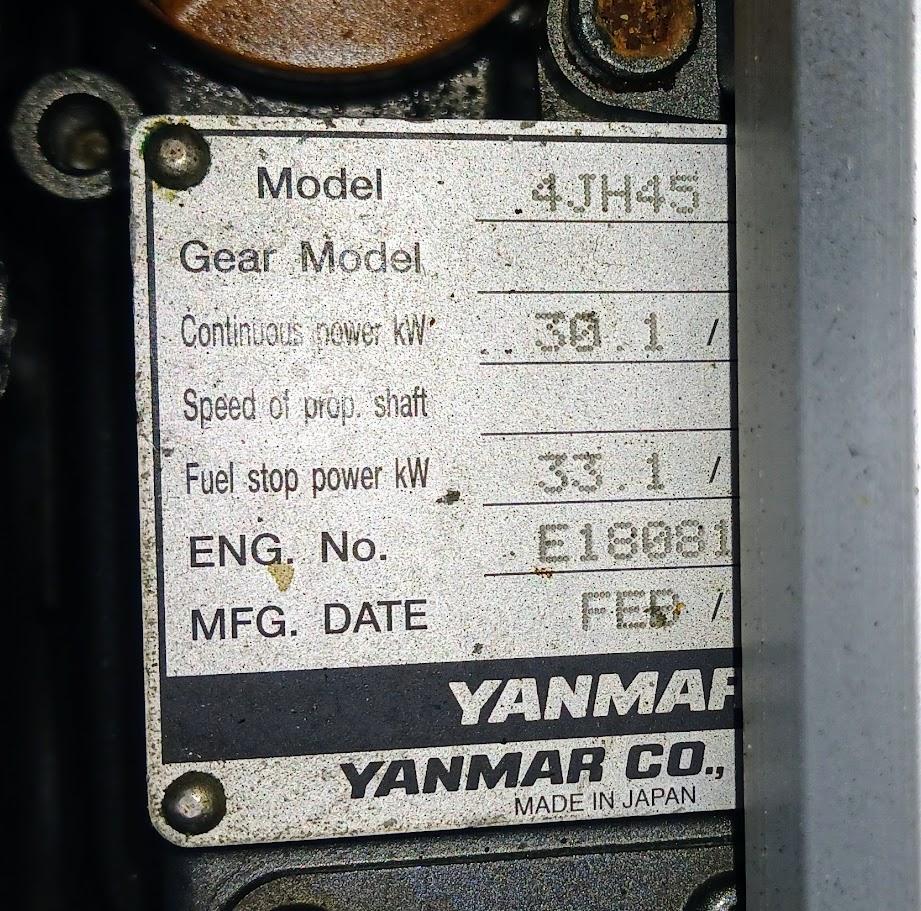 Model 4JH45
Gear Model
Continuous power kW 30.1 /
Speed of prop. shaft
Fuel stop power kW 33.1 /
ENG. No. E18081
MFG. DATE FEB /
YANMAR
YANMAR CO.,
MADE IN JAPAN